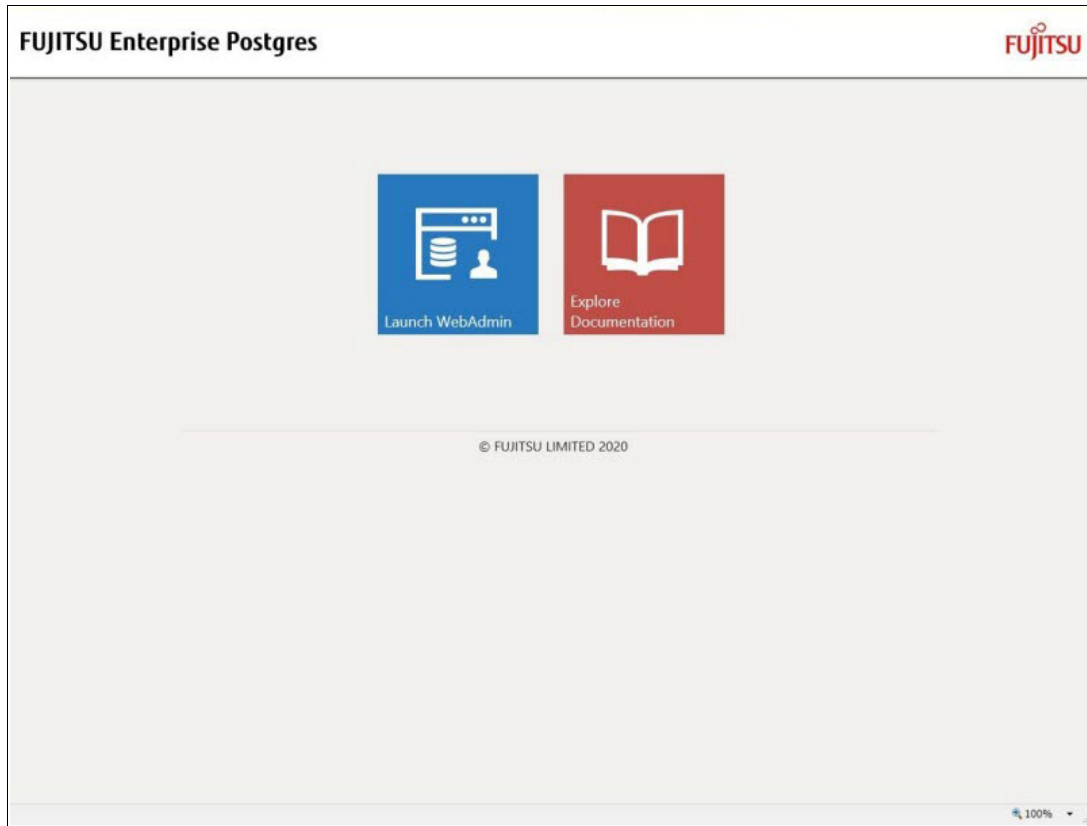 FUJITSU Enterprise Postgres
FUJITSU
Launch WebAdmin
Explore
Documentation
© FUJITSU LIMITED 2020
100%